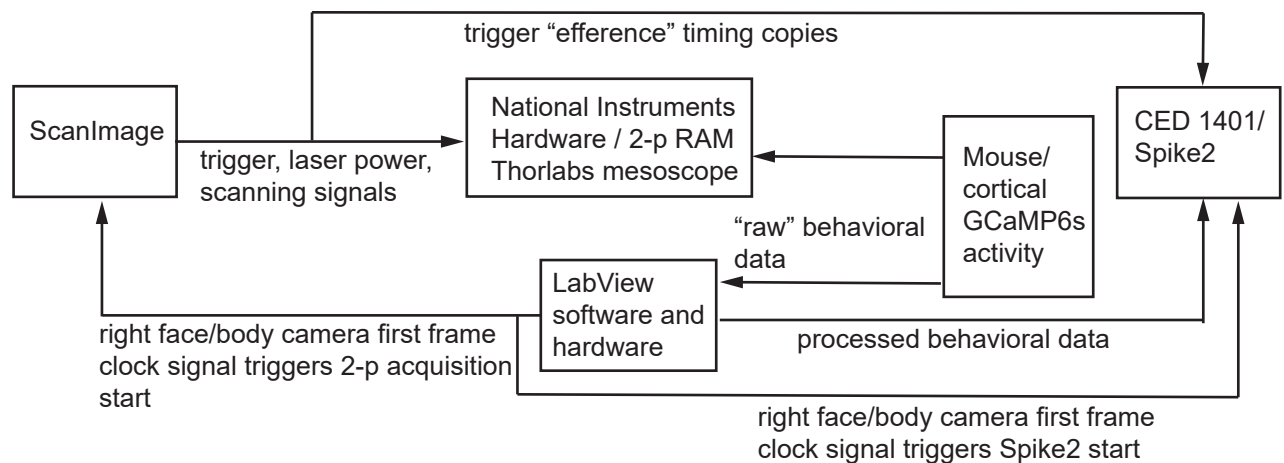 trigger “efference” timing copies
ScanImage
trigger, laser power,
scanning signals
National Instruments
Hardware / 2-p RAM
Thorlabs mesoscope
Mouse/
cortical
GCaMP6s
activity
CED 1401/
Spike2
“raw” behavioral
data
LabView
software and
hardware
right face/body camera first frame
clock signal triggers 2-p acquisition
start
processed behavioral data
right face/body camera first frame
clock signal triggers Spike2 start